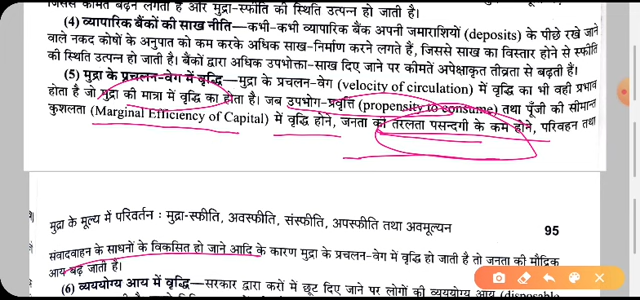 जिससे कीमतें बढ़ने लगती हैं और मुद्रा-स्फीति की स्थिति उत्पन्न हो जाती है।
(4) व्यापारिक बैंकों की साख नीति–कभी-कभी व्यापारिक बैंक अपनी जमाराशियों (deposits) के पीछे रखे जाने
वाले नकद कोषों के अनुपात को कम करके अधिक साख-निर्माण करने लगते हैं, जिससे साख का विस्तार होने से स्फीति
की स्थिति उत्पन्न हो जाती है। बैंकों द्वारा अधिक उपभोक्ता-साख दिए जाने पर कीमतें अपेक्षाकृत तीव्रता से बढ़ती हैं।
(5) मुद्रा के प्रचलन-वेग में वृद्धि–मुद्रा के प्रचलन-वेग (velocity of circulation) में वृद्धि का भी वही प्रभाव
होता है जो मुद्रा की मात्रा में वृद्धि का होता है। जब उपभोग-प्रवृत्ति (propensity to consume) तथा पूँजी की सीमान्त
कुशलता (Marginal Efficiency of Capital) में वृद्धि होने, जनता की तरलता पसन्दगी के कम होने, परिवहन तथा
मुद्रा के मूल्य में परिवर्तन : मुद्रा-स्फीति, अवस्फीति, संस्फीति, अपस्फीति तथा अवमूल्यन 95
संवादवाहन के साधनों के विकसित हो जाने आदि के कारण मुद्रा के प्रचलन-वेग में वृद्धि होती है तो जनता की मौद्रिक
आय बढ़ जाती है।
(6) व्यययोग्य आय में वृद्धि–सरकार द्वारा करों में छूट दिए जाने पर लोगों की व्यययोग्य आय (disposable